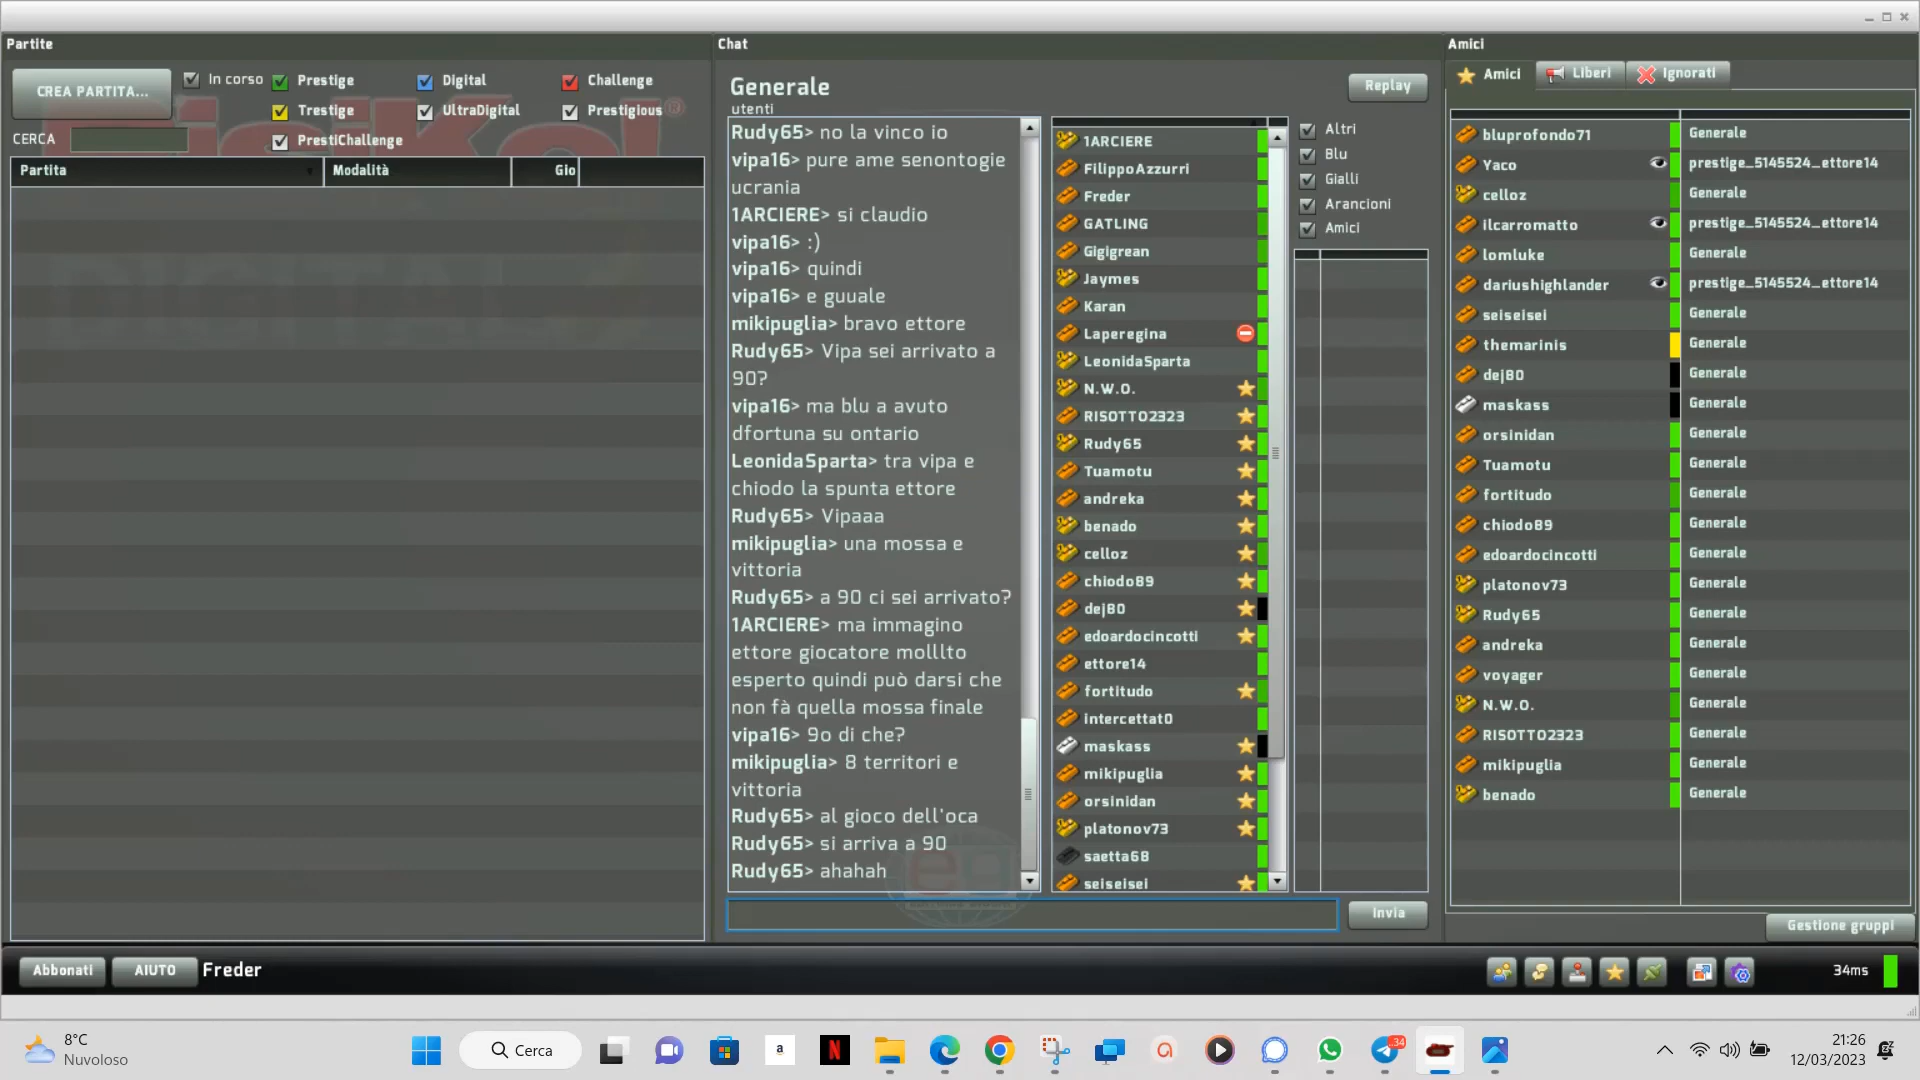 Partite
CREA PARTITA...
In corso
Prestige
Digital
Challenge
Trestige
UltraDigital
Prestigious
CERCA
PrestiChallenge
Partita
Modalità
Gio
DIGITAL
Chat
Generale
utenti
Replay
Rudy65> no la vinco io
vipa16> pure ame senontogie
ucrania
1ARCIERE> si claudio
vipa16> :)
vipa16> quindi
vipa16> e guuale
mikipuglia> bravo ettore
Rudy65> Vipa sei arrivato a
90?
vipa16> ma blu a avuto
dfortuna su ontario
LeonidaSparta> tra vipa e
chiodo la spunta ettore
Rudy65> Vipaaa
mikipuglia> una mossa e
vittoria
Rudy65> a 90 ci sei arrivato?
1ARCIERE> ma immagino
ettore giocatore molllto
esperto quindi può darsi che
non fà quella mossa finale
vipa16> 9o di che?
mikipuglia> 8 territori e
vittoria
Rudy65> al gioco dell'oca
Rudy65> si arriva a 90
Rudy65> ahahah
1ARCIERE
FilippoAzzurri
Freder
GATLING
Gigigrean
Jaymes
Karan
Laperegina
LeonidaSparta
N.W.O.
RISOTTO2323
Rudy65
Tuamotu
andreka
benado
celloz
chiodo89
dej80
edoardocincotti
ettore14
fortitudo
intercettat0
maskass
mikipuglia
orsinidan
platonov73
saetta68
seiseisei
Altri
Blu
Gialli
Arancioni
Amici
Invia
Amici
Amici
Liberi
Ignorati
bluprofondo71 Generale
Yaco prestige_5145524_ettore14
celloz Generale
ilcarromatto prestige_5145524_ettore14
lomluke Generale
dariushighlander prestige_5145524_ettore14
seiseisei Generale
themarinis Generale
dej80 Generale
maskass Generale
orsinidan Generale
Tuamotu Generale
fortitudo Generale
chiodo89 Generale
edoardocincotti Generale
platonov73 Generale
Rudy65 Generale
andreka Generale
voyager Generale
N.W.O. Generale
RISOTTO2323 Generale
mikipuglia Generale
benado Generale
Gestione gruppi
Abbonati
AIUTO
Freder
34ms
8°C
Nuvoloso
Cerca
34
21:26
12/03/2023